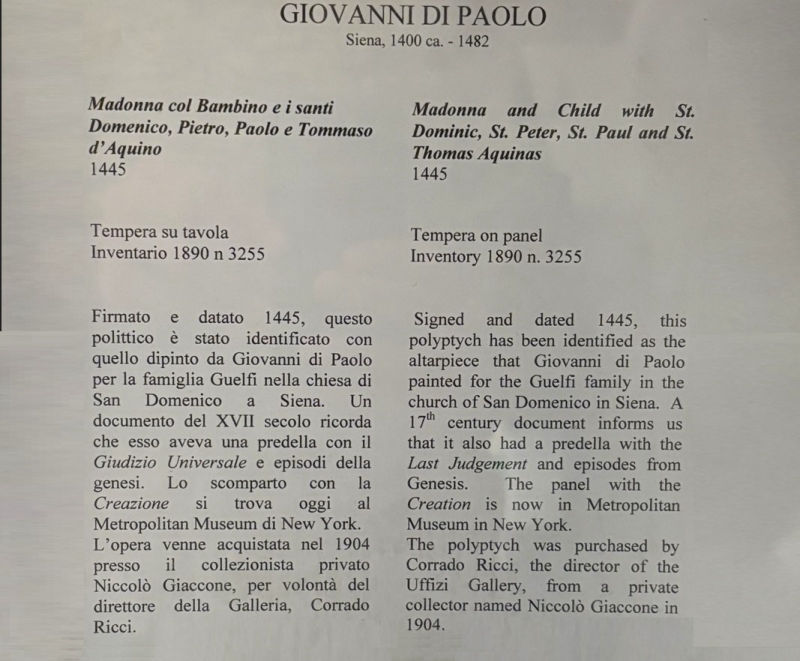 GIOVANNI DI PAOLO
Siena, 1400 ca. - 1482
Madonna col Bambino e i santi
Domenico, Pietro, Paolo e Tommaso
d'Aquino
1445
Tempera su tavola
Inventario 1890 n 3255
Firmato e datato 1445, questo
polittico è stato identificato con
quello dipinto da Giovanni di Paolo
per la famiglia Guelfi nella chiesa di
San Domenico a Siena. Un
documento del XVII secolo ricorda
che esso aveva una predella con il
Giudizio Universale e episodi della
genesi. Lo scomparto con la
Creazione si trova oggi al
Metropolitan Museum di New York.
L'opera venne acquistata nel 1904
presso il collezionista privato
Niccolò Giaccone, per volontà del
direttore della Galleria, Corrado
Ricci.
Madonna and Child with St.
Dominic, St. Peter, St. Paul and St.
Thomas Aquinas
1445
Tempera on panel
Inventory 1890 n. 3255
Signed and dated 1445, this
polyptych has been identified as the
altarpiece that Giovanni di Paolo
painted for the Guelfi family in the
church of San Domenico in Siena. A
17th century document informs us
that it also had a predella with the
Last Judgement and episodes from
Genesis. The panel with the
Creation is now in Metropolitan
Museum in New York.
The polyptych was purchased by
Corrado Ricci, the director of the
Uffizi Gallery, from a private
collector named Niccolò Giaccone in
1904.